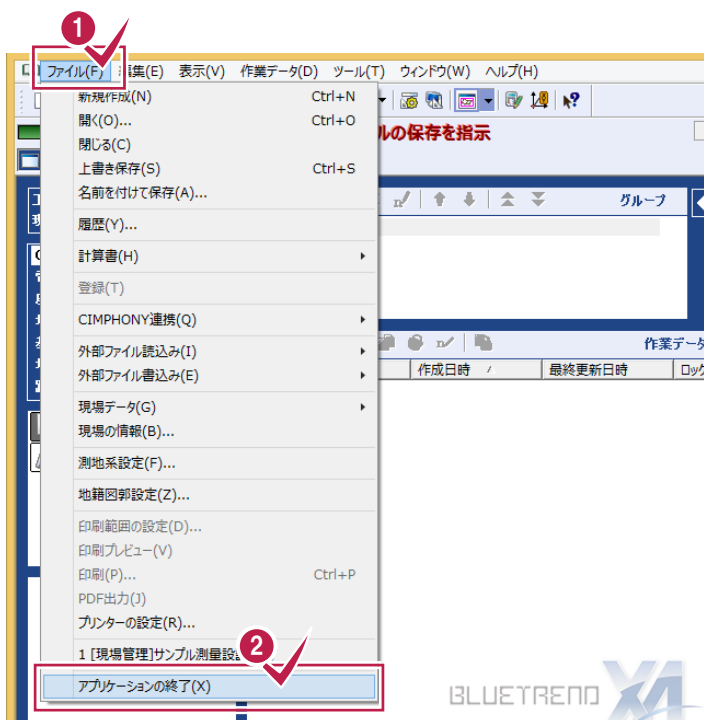 1
ファイル(F) 編集(E) 表示(V) 作業データ(D) ツール(T) ウィンドウ(W) ヘルプ(H)
新規作成(N) Ctrl+N
開く(O)... Ctrl+O
ルの保存を指示
閉じる(C)
上書き保存(S) Ctrl+S
名前を付けて保存(A)...
グループ
履歴(Y)...
計算書(H)
登録(T)
CIMPHONY連携(Q)
外部ファイル読込み(I)
作業データ
外部ファイル書込み(E)
作成日時 最終更新日時 ロック
現場データ(G)
現場の情報(B)...
測地系設定(F)...
地籍図郭設定(Z)...
印刷範囲の設定(D)...
印刷プレビュー(V)
印刷(P)... Ctrl+P
PDF出力(J)
プリンターの設定(R)...
1 [現場管理]サンプル測量設
2
アプリケーションの終了(X)
BLUETREND XA